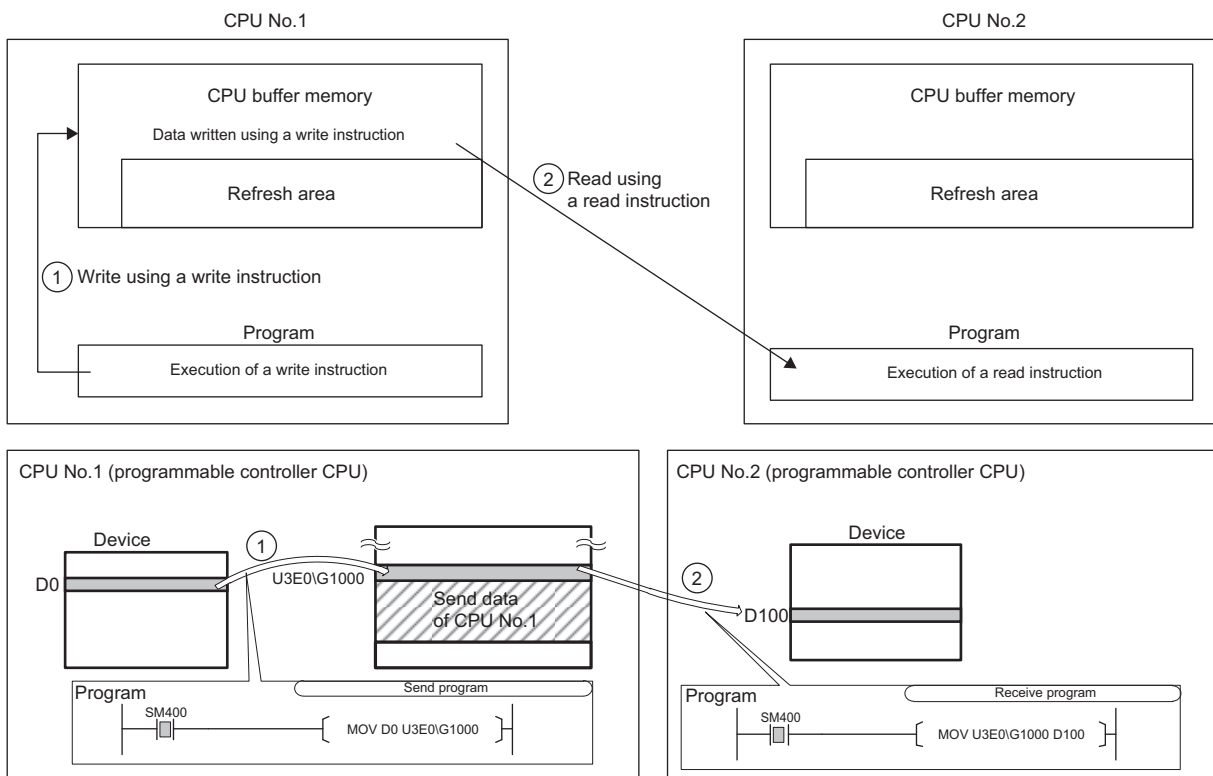 CPU No.1
CPU buffer memory
Data written using a write instruction
Refresh area
1 Write using a write instruction
Program
Execution of a write instruction
2 Read using
a read instruction
CPU No.2
CPU buffer memory
Refresh area
Program
Execution of a read instruction
CPU No.1 (programmable controller CPU)
Device
1
D0
U3E0\G1000
Send data
of CPU No.1
Program
Send program
SM400
MOV D0 U3E0\G1000
CPU No.2 (programmable controller CPU)
Device
2
D100
Program
Receive program
SM400
MOV U3E0\G1000 D100